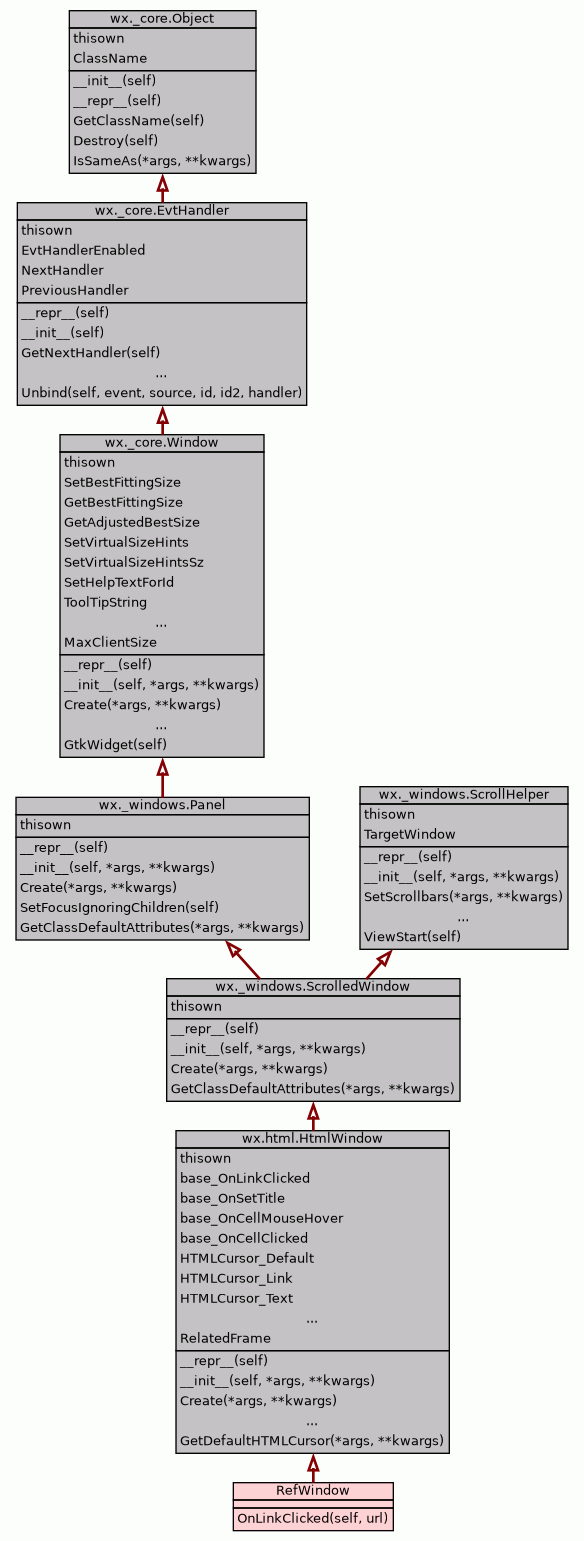 wx._core.Object
thisown
ClassName
__init__(self)
__repr__(self)
GetClassName(self)
Destroy(self)
IsSameAs(*args, **kwargs)
wx._core.EvtHandler
thisown
EvtHandlerEnabled
NextHandler
PreviousHandler
__repr__(self)
__init__(self)
GetNextHandler(self)
...
Unbind(self, event, source, id, id2, handler)
wx._core.Window
thisown
SetBestFittingSize
GetBestFittingSize
GetAdjustedBestSize
SetVirtualSizeHints
SetVirtualSizeHintsSz
SetHelpTextForId
ToolTipString
...
MaxClientSize
__repr__(self)
__init__(self, *args, **kwargs)
Create(*args, **kwargs)
...
GtkWidget(self)
wx._windows.Panel
thisown
__repr__(self)
__init__(self, *args, **kwargs)
Create(*args, **kwargs)
SetFocusIgnoringChildren(self)
GetClassDefaultAttributes(*args, **kwargs)
wx._windows.ScrollHelper
thisown
TargetWindow
__repr__(self)
__init__(self, *args, **kwargs)
SetScrollbars(*args, **kwargs)
...
ViewStart(self)
wx._windows.ScrolledWindow
thisown
__repr__(self)
__init__(self, *args, **kwargs)
Create(*args, **kwargs)
GetClassDefaultAttributes(*args, **kwargs)
wx.html.HtmlWindow
thisown
base_OnLinkClicked
base_OnSetTitle
base_OnCellMouseHover
base_OnCellClicked
HTMLCursor_Default
HTMLCursor_Link
HTMLCursor_Text
...
RelatedFrame
__repr__(self)
__init__(self, *args, **kwargs)
Create(*args, **kwargs)
...
GetDefaultHTMLCursor(*args, **kwargs)
RefWindow
OnLinkClicked(self, url)